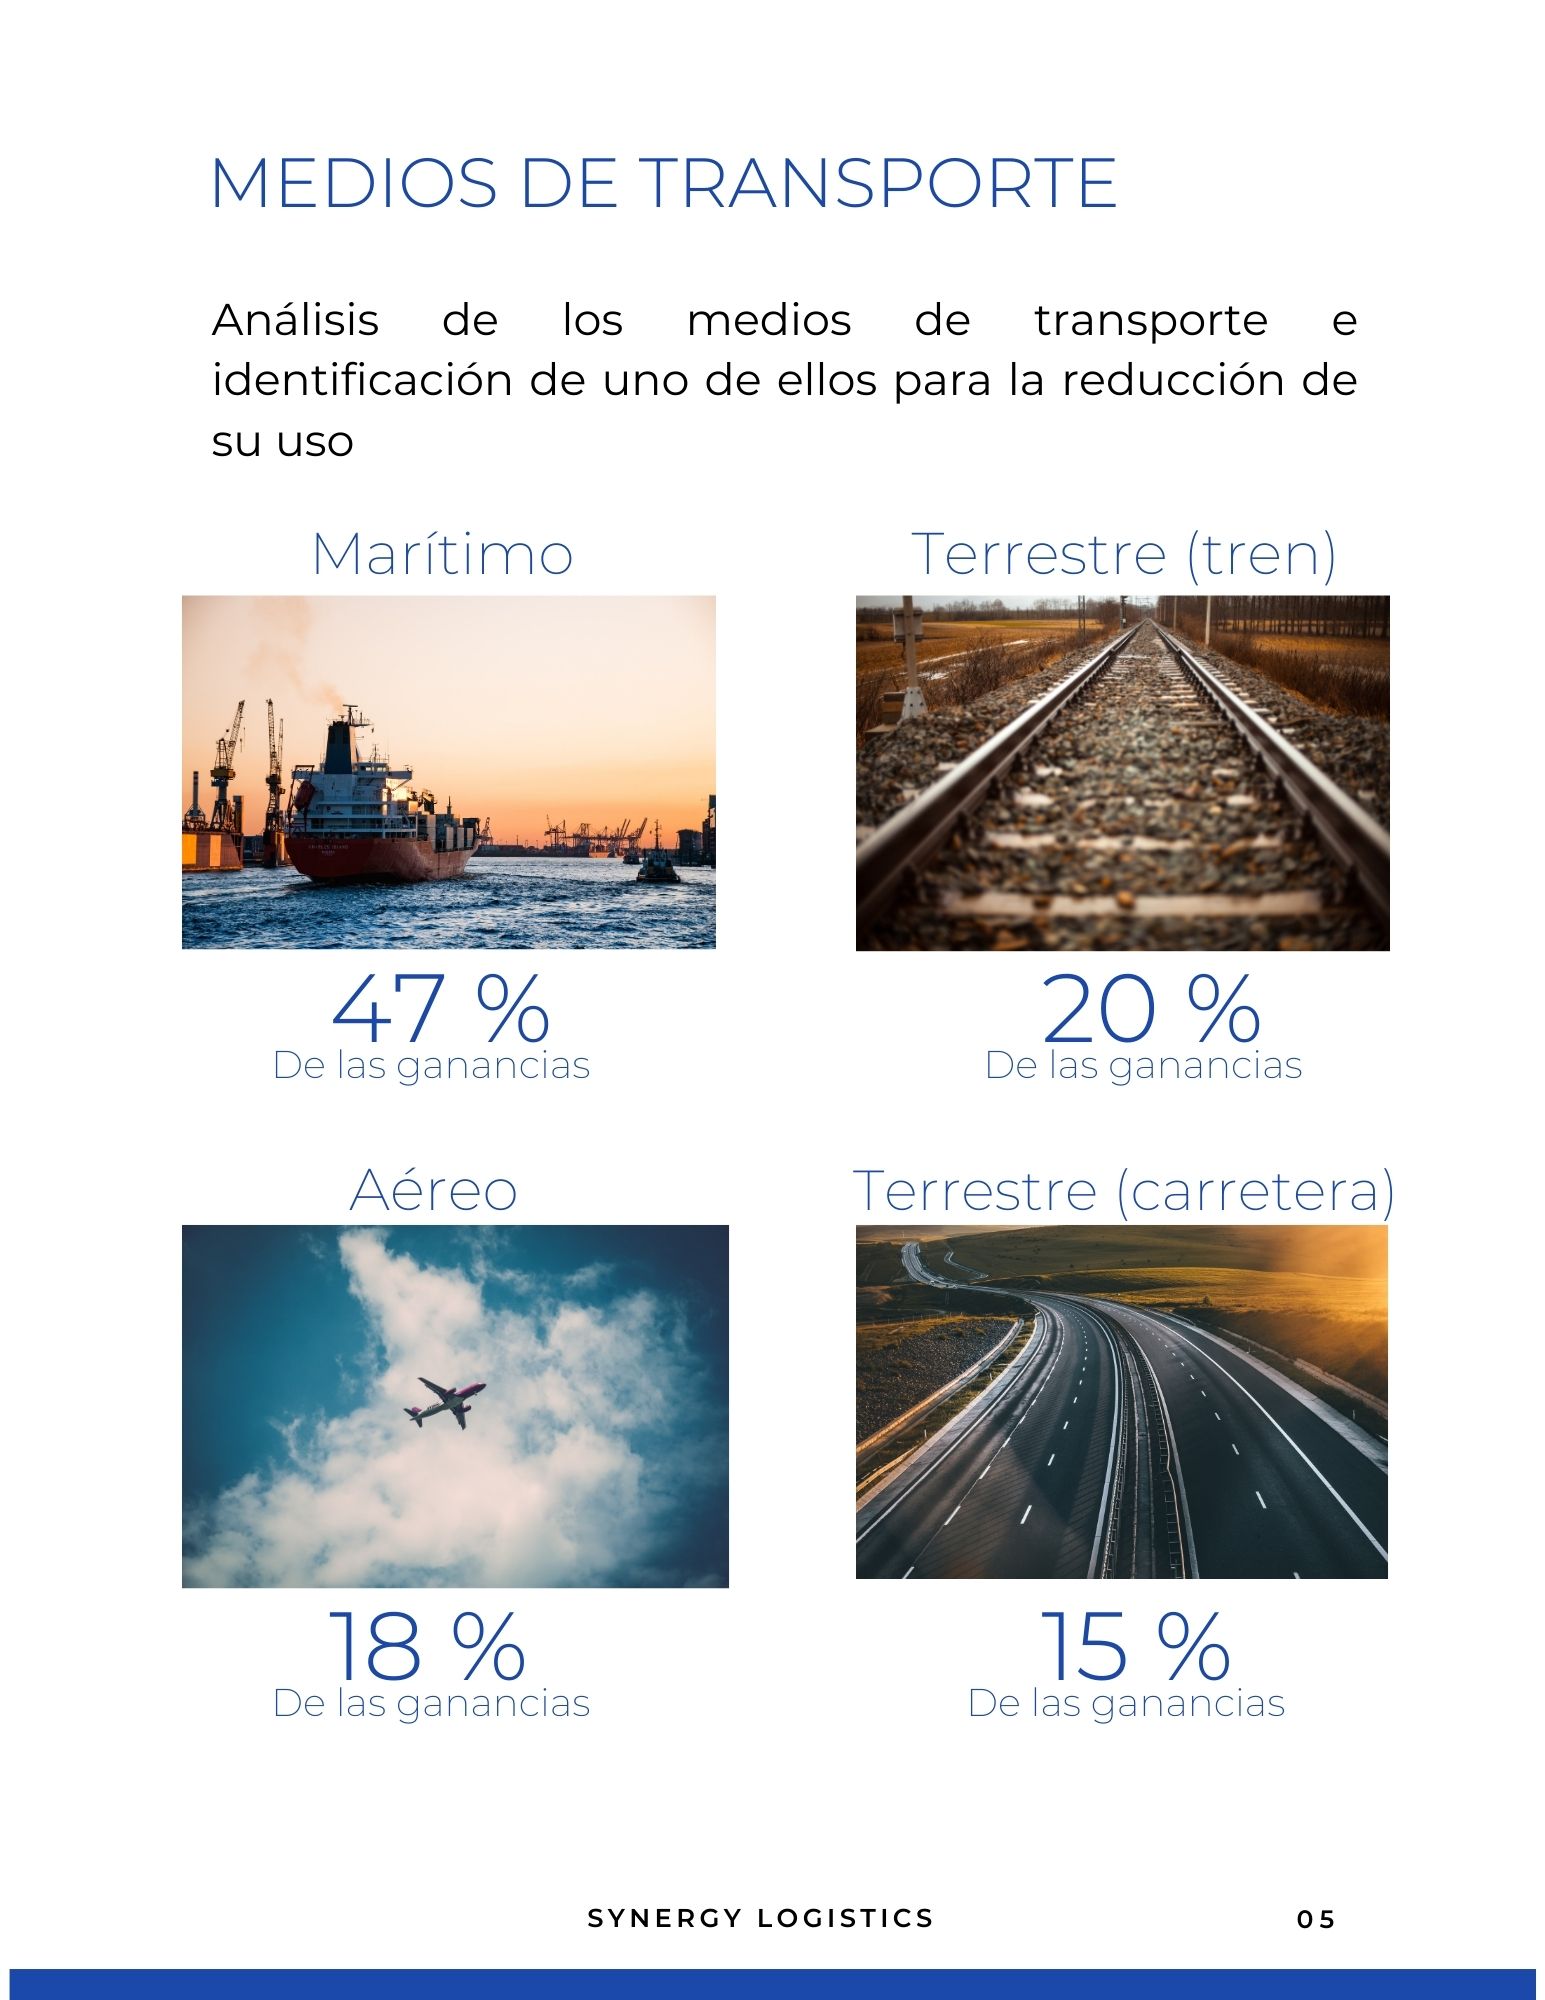 MEDIOS DE TRANSPORTE
Análisis de los medios de transporte e
identificación de uno de ellos para la reducción de
su uso
Marítimo
Terrestre (tren)
47 %
De las ganancias
20 %
De las ganancias
Aéreo
Terrestre (carretera)
18 %
De las ganancias
15 %
De las ganancias
SYNERGY LOGISTICS
05